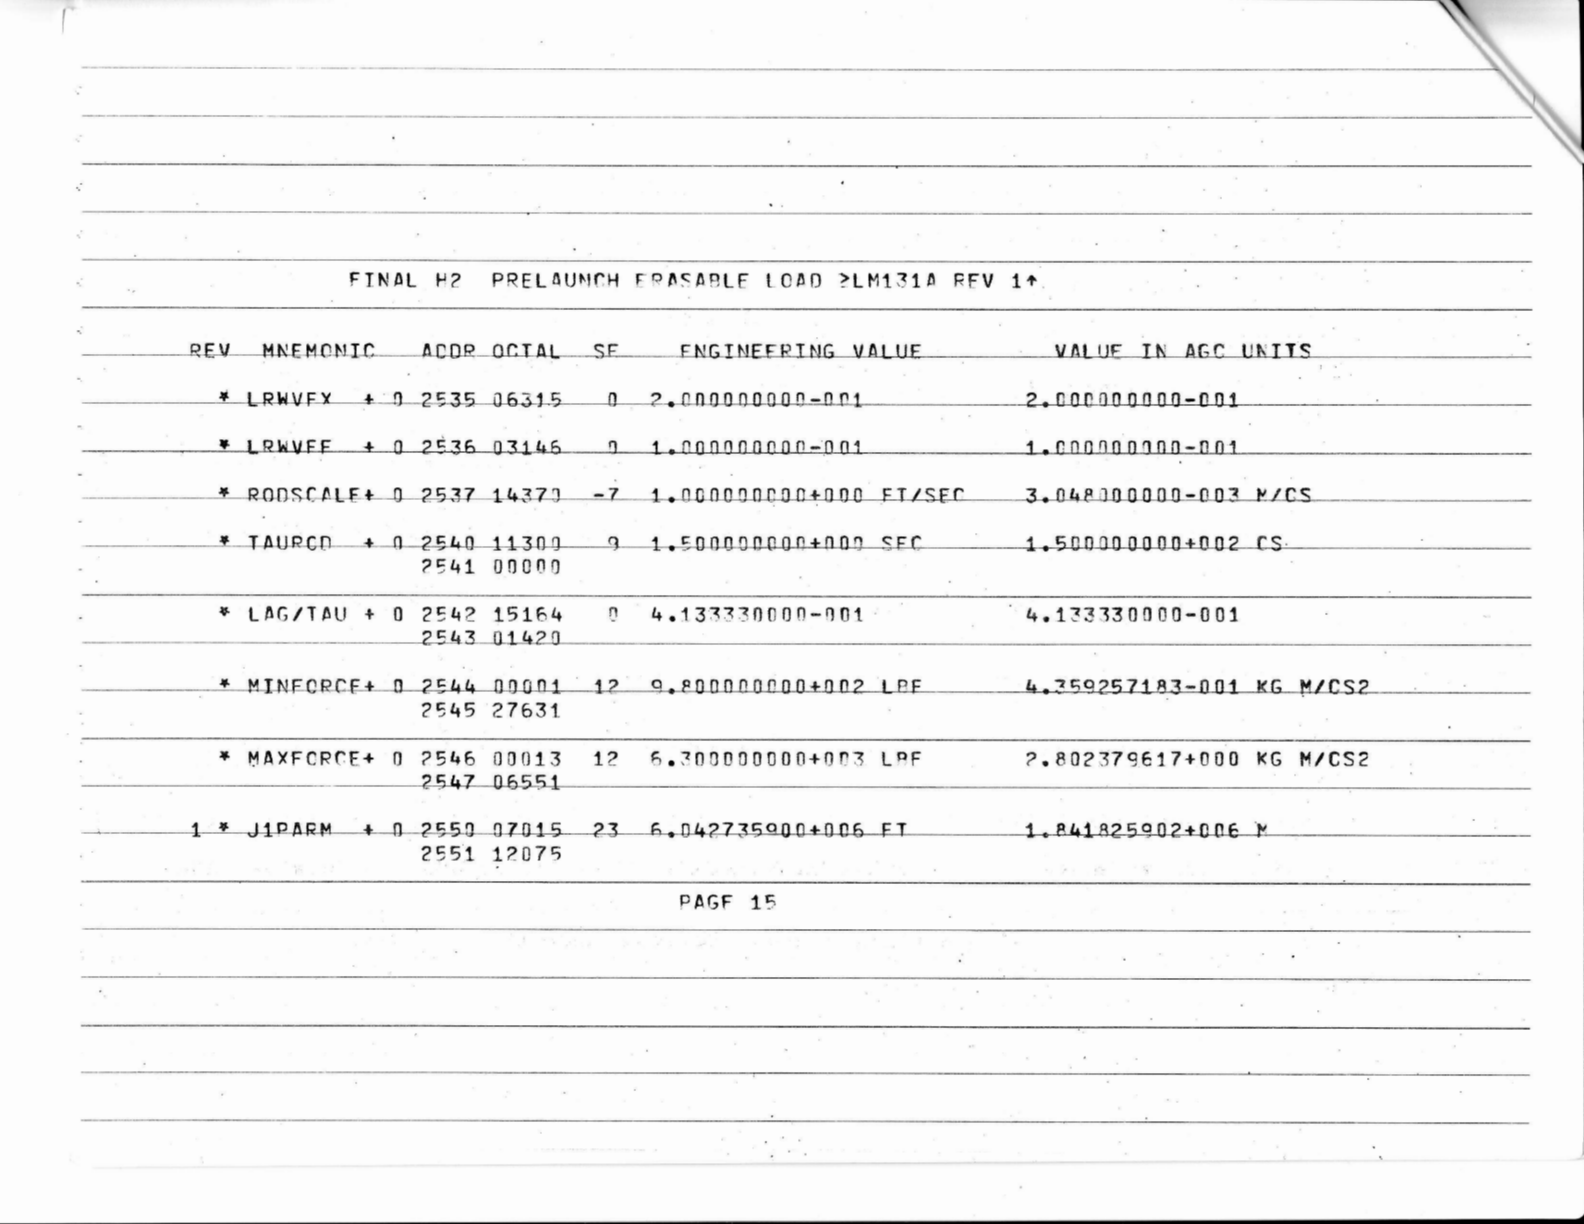 FINAL H2 PRELAUNCH ERASABLE LOAD >LM131A REV 1↑
REV MNEMONIC ADDR OCTAL SF ENGINEERING VALUE VALUE IN AGC UNITS
* LRWVFX + 0 2535 06315 0 2.000000000-001 2.000000000-001
* LRWVFF + 0 2536 03146 0 1.000000000-001 1.000000000-001
* RODSCALE+ 0 2537 14370 -7 1.000000000+000 FT/SEC 3.048000000-003 M/CS
* TAUROD + 0 2540 11300 9 1.500000000+000 SEC 1.500000000+002 CS
2541 00000
* LAG/TAU + 0 2542 15164 0 4.133330000-001 4.133330000-001
2543 01420
* MINFORCE+ 0 2544 00001 12 9.800000000+002 LBF 4.359257183-001 KG M/CS2
2545 27631
* MAXFORCE+ 0 2546 00013 12 6.300000000+003 LBF 2.802379617+000 KG M/CS2
2547 06551
1 * J1PARM + 0 2550 07015 23 6.042735900+006 FT 1.841825902+006 M
2551 12075
PAGE 15